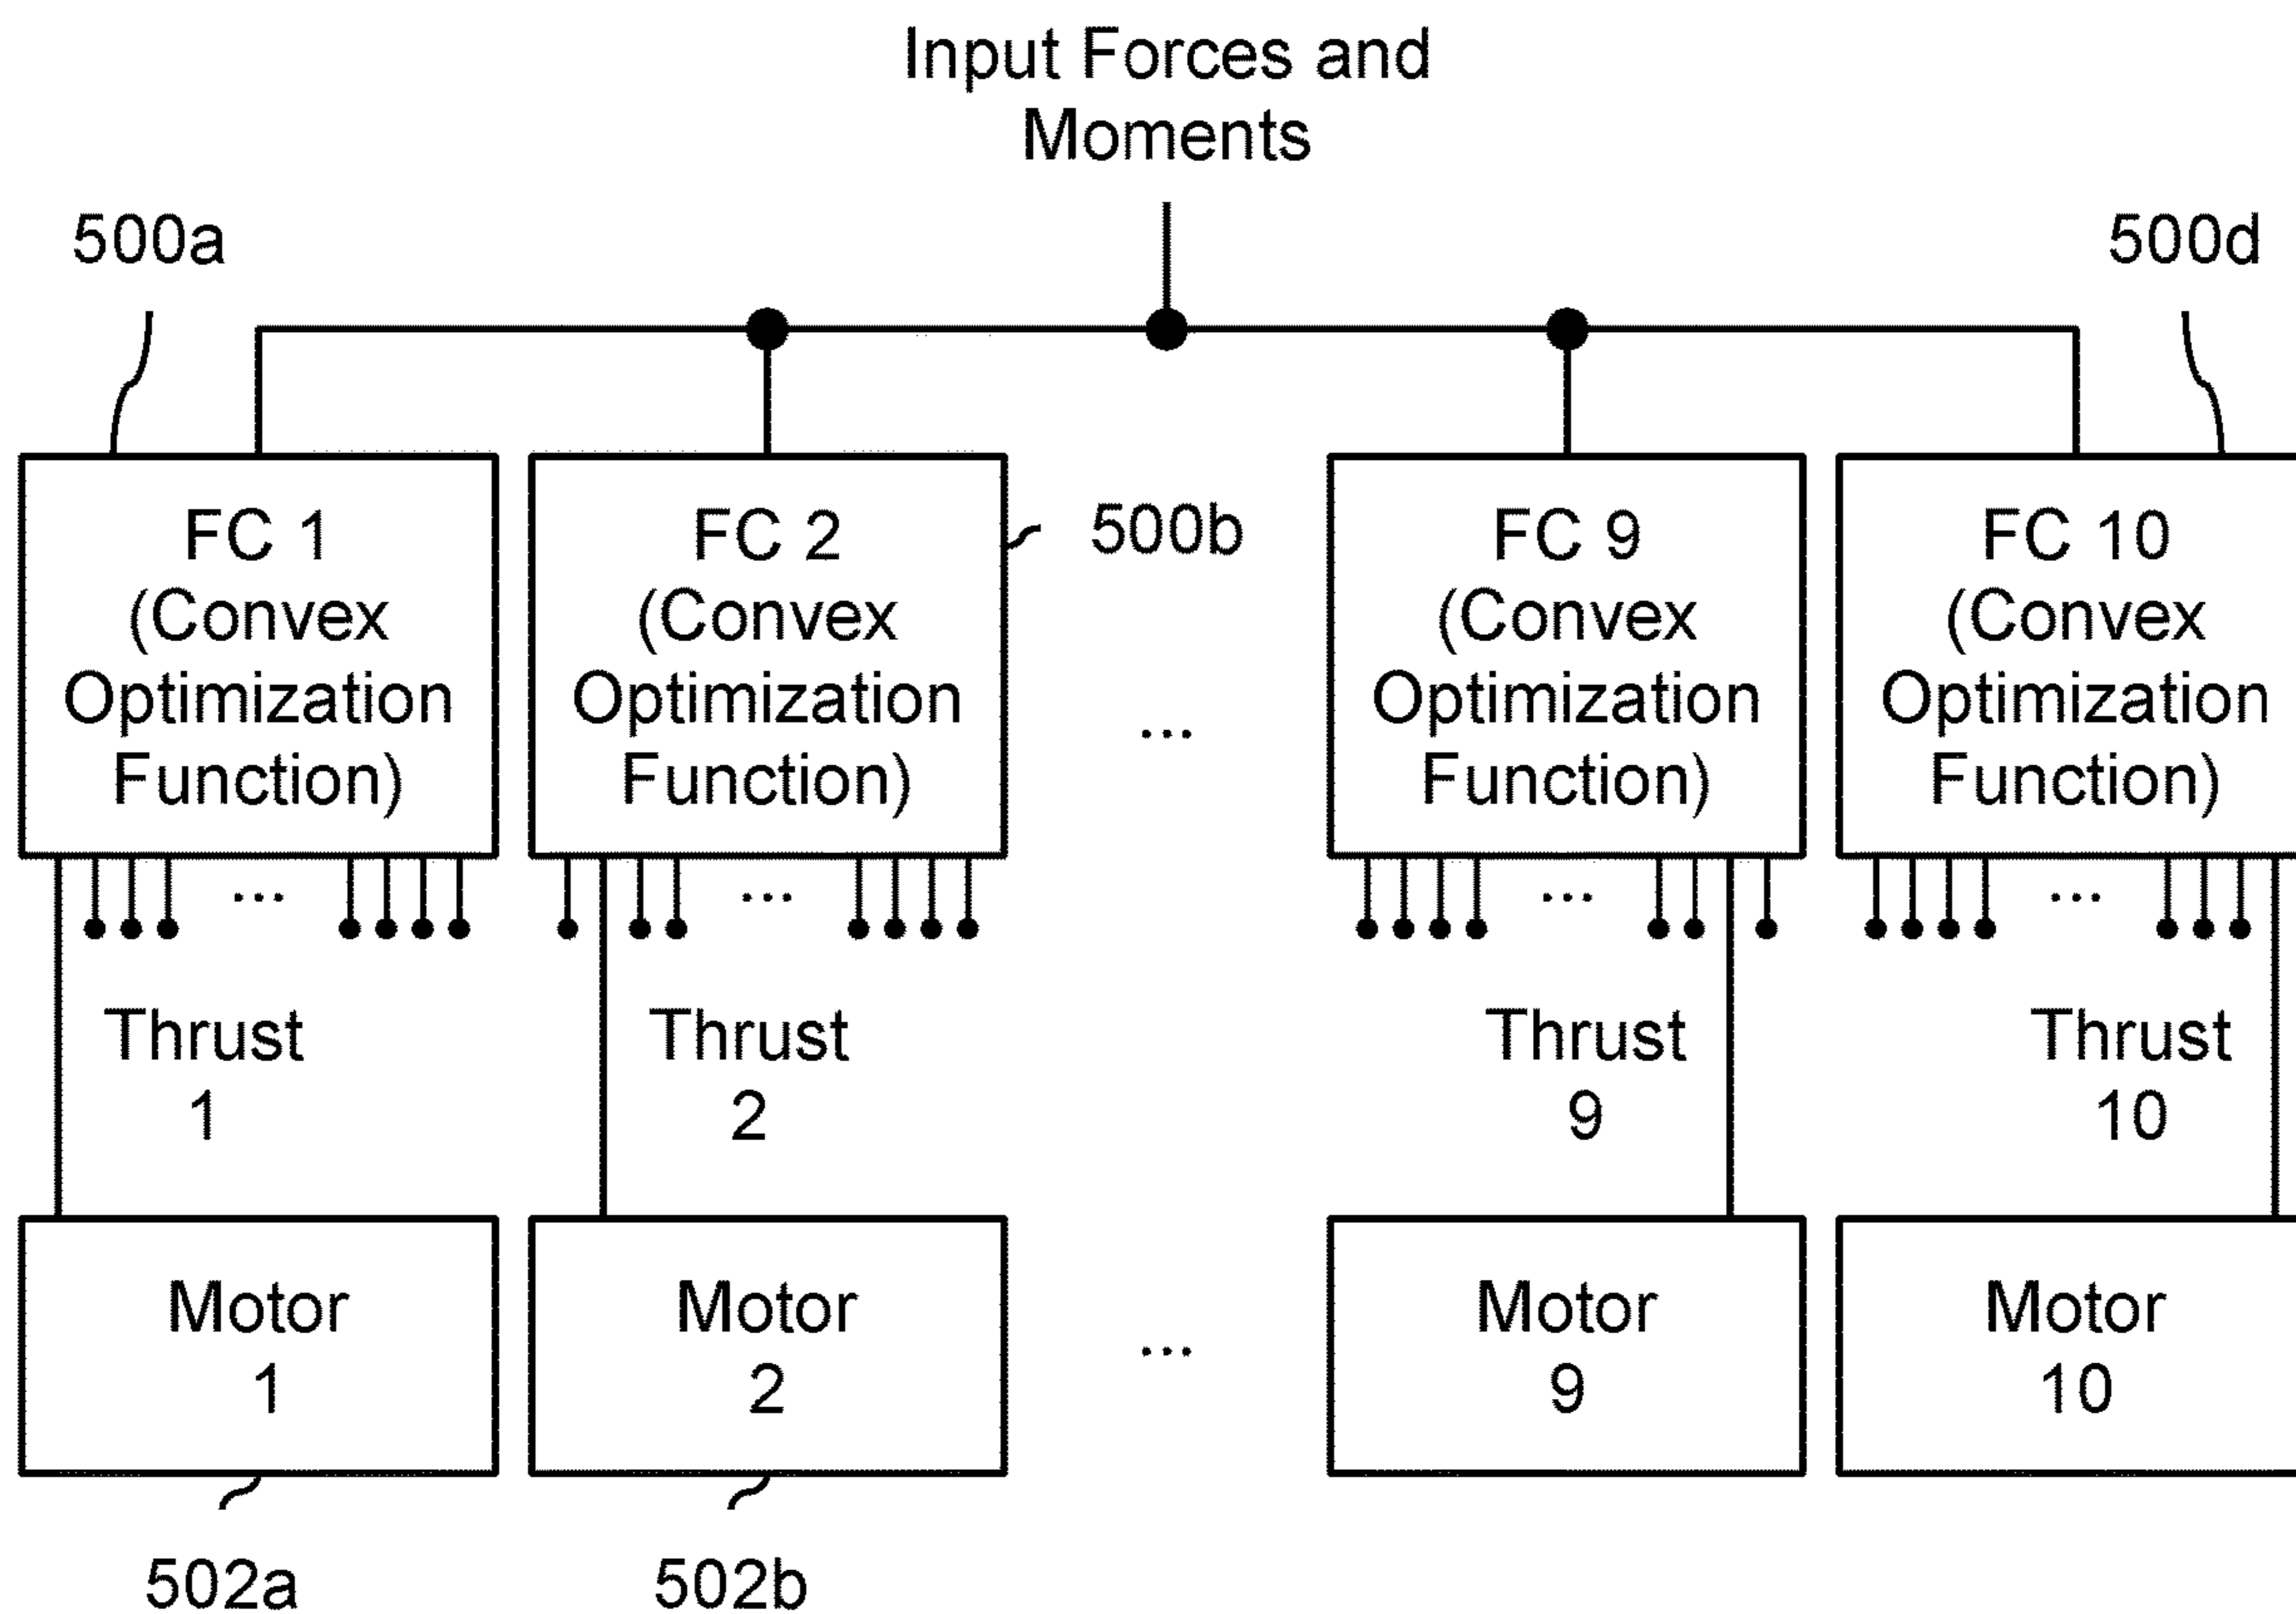 Input Forces and
Moments
500a
500d
FC 1
(Convex
Optimization
Function)
FC 2
(Convex
Optimization
Function)
500b
...
FC 9
(Convex
Optimization
Function)
FC 10
(Convex
Optimization
Function)
...
...
...
...
Thrust
1
Thrust
2
Thrust
9
Thrust
10
Motor
1
Motor
2
...
Motor
9
Motor
10
502a
502b